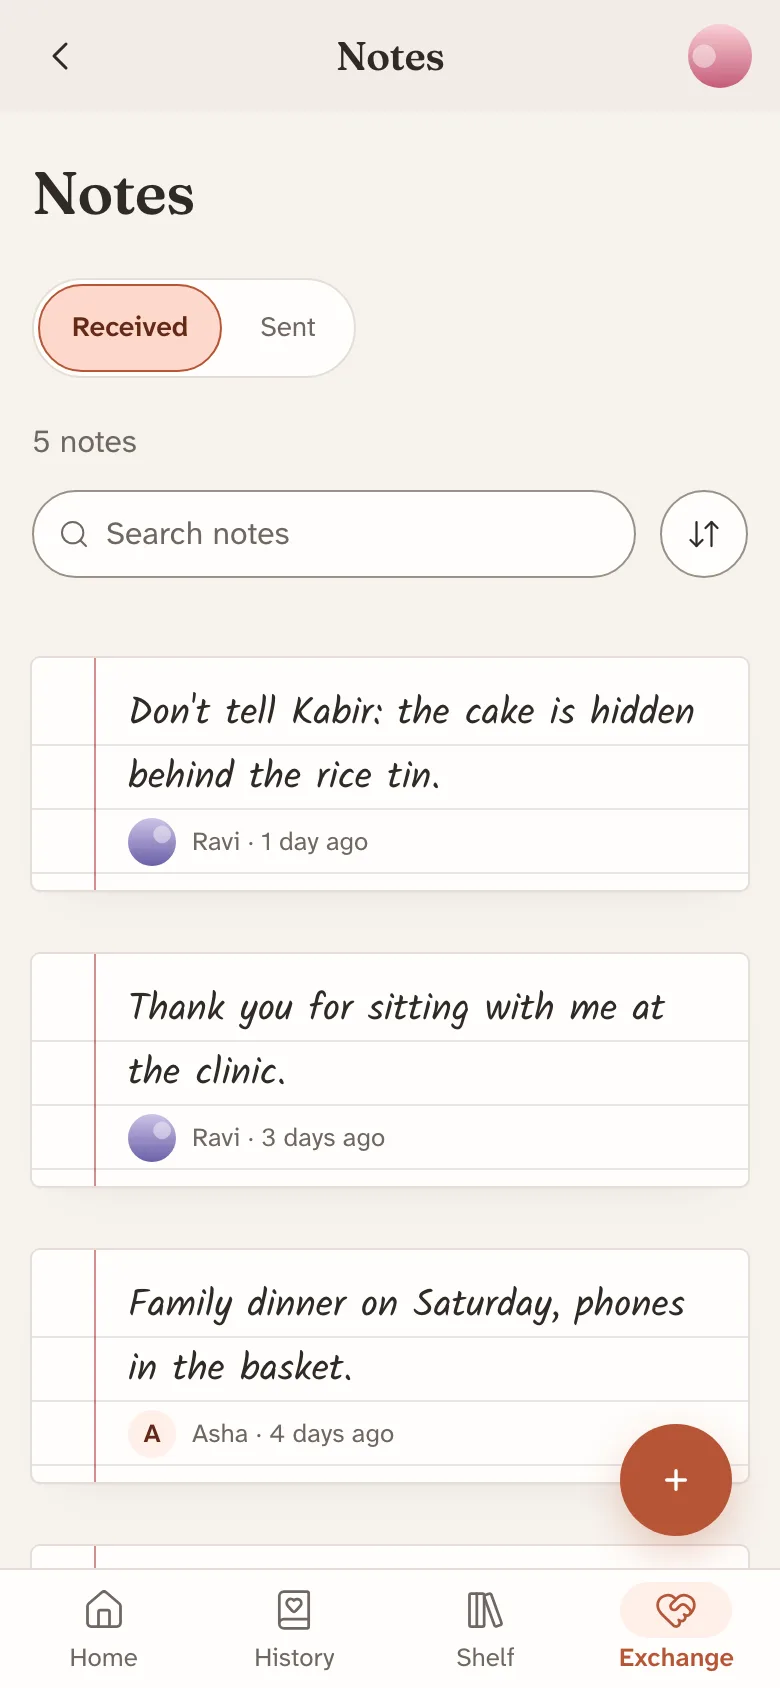 Notes
Notes
Received
Sent
5 notes
Search notes
Don't tell Kabir: the cake is hidden
behind the rice tin.
Ravi · 1 day ago
Thank you for sitting with me at
the clinic.
Ravi · 3 days ago
Family dinner on Saturday, phones
in the basket.
A
Asha · 4 days ago
Home
History
Shelf
Exchange